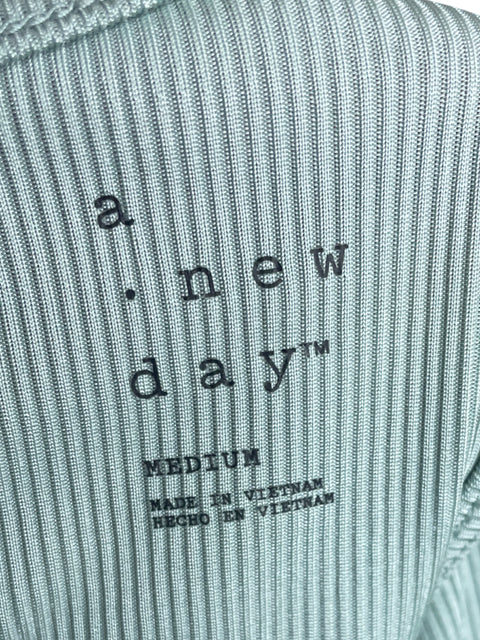 a
. new
day™
MEDIUM
MADE IN VIETNAM
HECHO EN VIETNAM